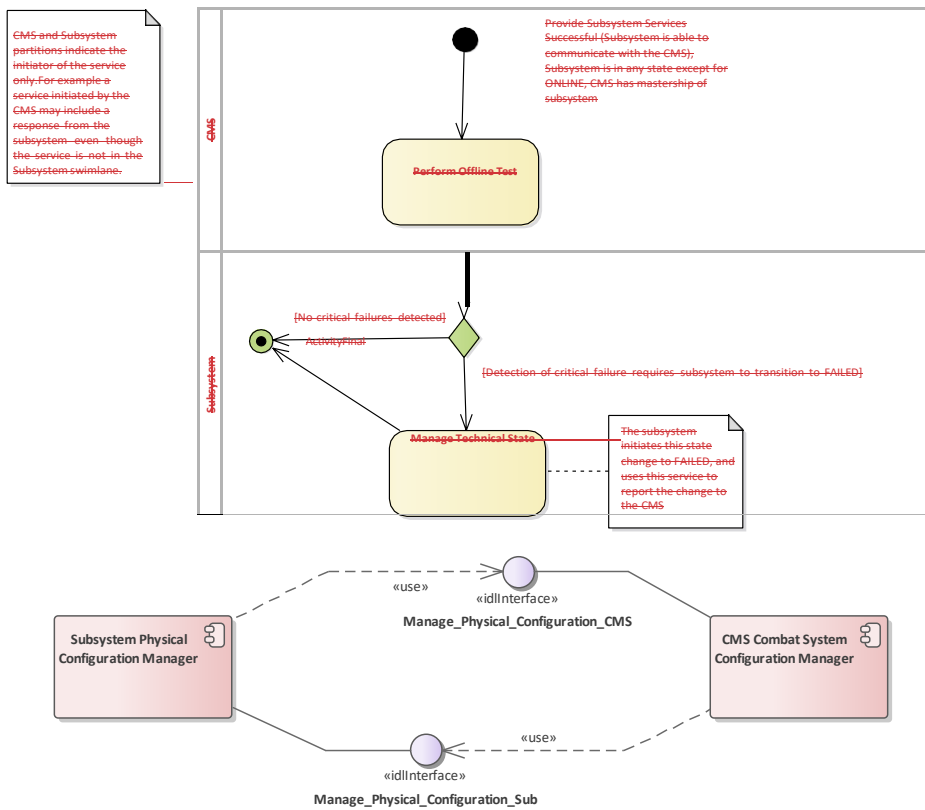 CMS and Subsystem
partitions indicate the
initiator of the service
only.For example a
service initiated by the
CMS may include a
response from the
subsystem even though
the service is not in the
Subsystem swimlane.
CMS
Provide Subsystem Services
Successful (Subsystem is able to
communicate with the CMS),
Subsystem is in any state except for
ONLINE, CMS has mastership of
subsystem
Perform Offline Test
Subsystem
[No critical failures detected]
ActivityFinal
[Detection of critical failure requires subsystem to transition to FAILED]
Manage Technical State
The subsystem
initiates this state
change to FAILED, and
uses this service to
report the change to
the CMS
«use»
«idlInterface»
Manage_Physical_Configuration_CMS
Subsystem Physical
Configuration Manager
CMS Combat System
Configuration Manager
«use»
«idlInterface»
Manage_Physical_Configuration_Sub